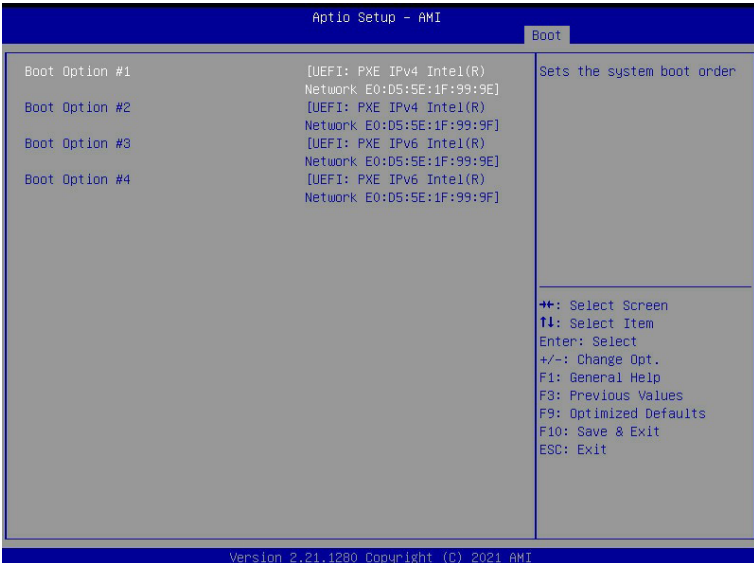 Aptio Setup – AMI
Boot
Boot Option #1 [UEFI: PXE IPv4 Intel(R)
Network E0:D5:5E:1F:99:9E]
Boot Option #2 [UEFI: PXE IPv4 Intel(R)
Network E0:D5:5E:1F:99:9F]
Boot Option #3 [UEFI: PXE IPv6 Intel(R)
Network E0:D5:5E:1F:99:9E]
Boot Option #4 [UEFI: PXE IPv6 Intel(R)
Network E0:D5:5E:1F:99:9F]
Sets the system boot order
→←: Select Screen
↑↓: Select Item
Enter: Select
+/-: Change Opt.
F1: General Help
F3: Previous Values
F9: Optimized Defaults
F10: Save & Exit
ESC: Exit
Version 2.21.1280 Copyright (C) 2021 AMI